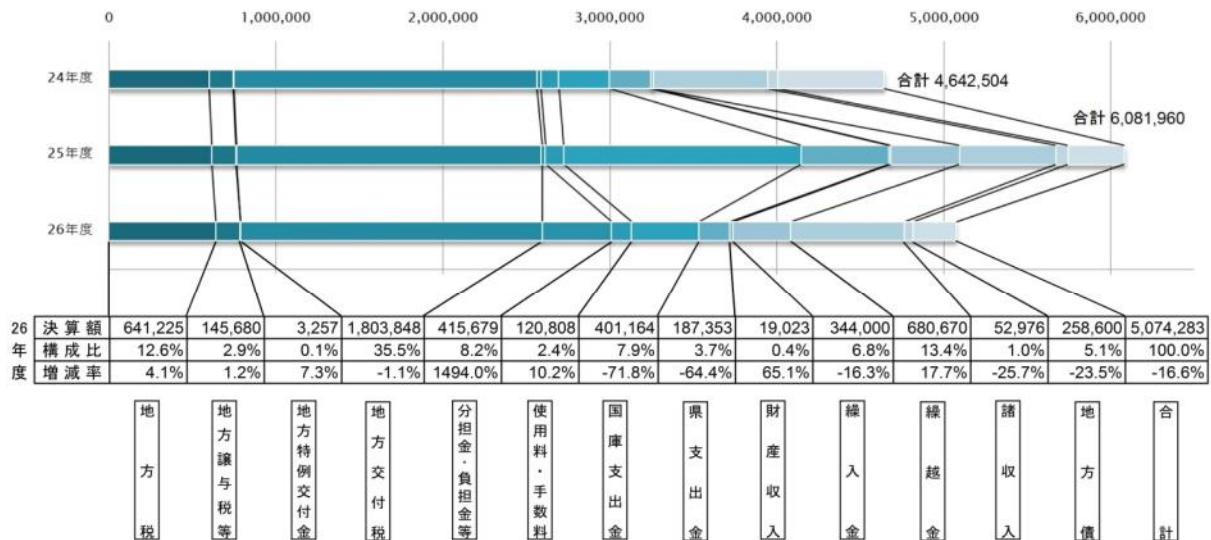 0 1,000,000 2,000,000 3,000,000 4,000,000 5,000,000 6,000,000
24年度 合計 4,642,504
合計 6,081,960
25年度
26年度
26年度
決算額 641,225 145,680 3,257 1,803,848 415,679 120,808 401,164 187,353 19,023 344,000 680,670 52,976 258,600 5,074,283
構成比 12.6% 2.9% 0.1% 35.5% 8.2% 2.4% 7.9% 3.7% 0.4% 6.8% 13.4% 1.0% 5.1% 100.0%
増減率 4.1% 1.2% 7.3% -1.1% 1494.0% 10.2% -71.8% -64.4% 65.1% -16.3% 17.7% -25.7% -23.5% -16.6%
地方税
地方譲与税等
地方特例交付金
地方交付税
分担金・負担金等
使用料・手数料
国庫支出金
県支出金
財産収入
繰入金
繰越金
諸収入
地方債
合計